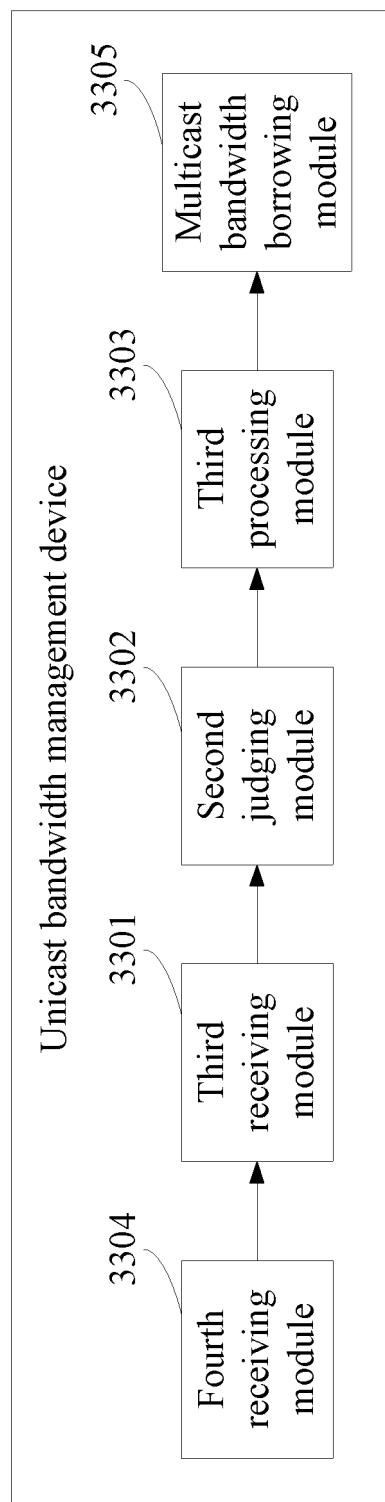 Unicast bandwidth management device
3304
Fourth
receiving
module
3301
Third
receiving
module
3302
Second
judging
module
3303
Third
processing
module
3305
Multicast
bandwidth
borrowing
module